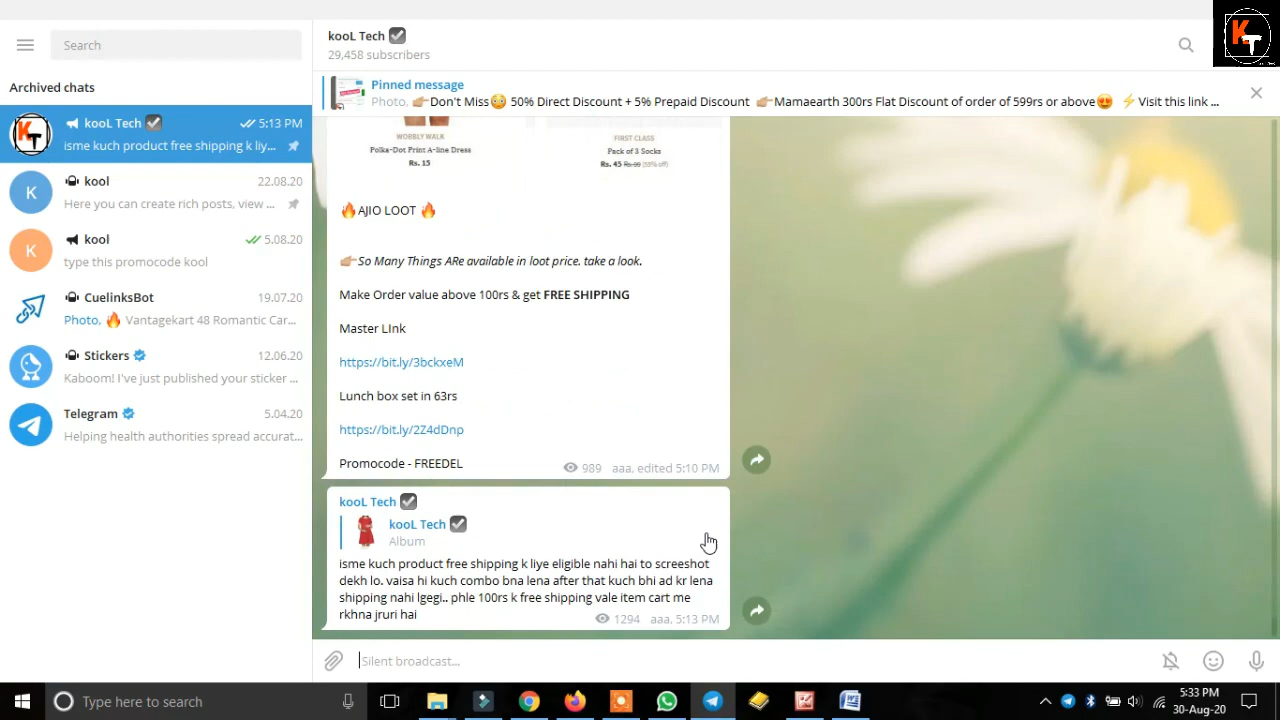 Search
Archived chats
kooL Tech
5:13 PM
isme kuch product free shipping k liy...
K
kool
22.08.20
Here you can create rich posts, view ...
K
kool
5.08.20
type this promocode kool
CuelinksBot
19.07.20
Photo, 🔥 Vantagekart 48 Romantic Car...
Stickers
12.06.20
Kaboom! I've just published your sticker ...
Telegram
5.04.20
Helping health authorities spread accurat...
kooL Tech
29,458 subscribers
KT
Pinned message
Photo, 👉Don't Miss😳 50% Direct Discount + 5% Prepaid Discount 👉Mamaearth 300rs Flat Discount of order of 599rs or above😍 ⚡Visit this link ...
WOBBLY WALK
Polka-Dot Print A-line Dress
Rs. 15
FIRST CLASS
Pack of 3 Socks
Rs. 45
🔥AJIO LOOT 🔥
👉So Many Things ARe available in loot price. take a look.
Make Order value above 100rs & get FREE SHIPPING
Master LInk
https://bit.ly/3bckxeM
Lunch box set in 63rs
https://bit.ly/2Z4dDnp
Promocode - FREEDEL
989 aaa, edited 5:10 PM
kooL Tech
kooL Tech
Album
isme kuch product free shipping k liye eligible nahi hai to screeshot
dekh lo. vaisa hi kuch combo bna lena after that kuch bhi ad kr lena
shipping nahi lgegi.. phle 100rs k free shipping vale item cart me
rkhna jruri hai
1294 aaa, 5:13 PM
Silent broadcast...
Type here to search
5:33 PM
30-Aug-20